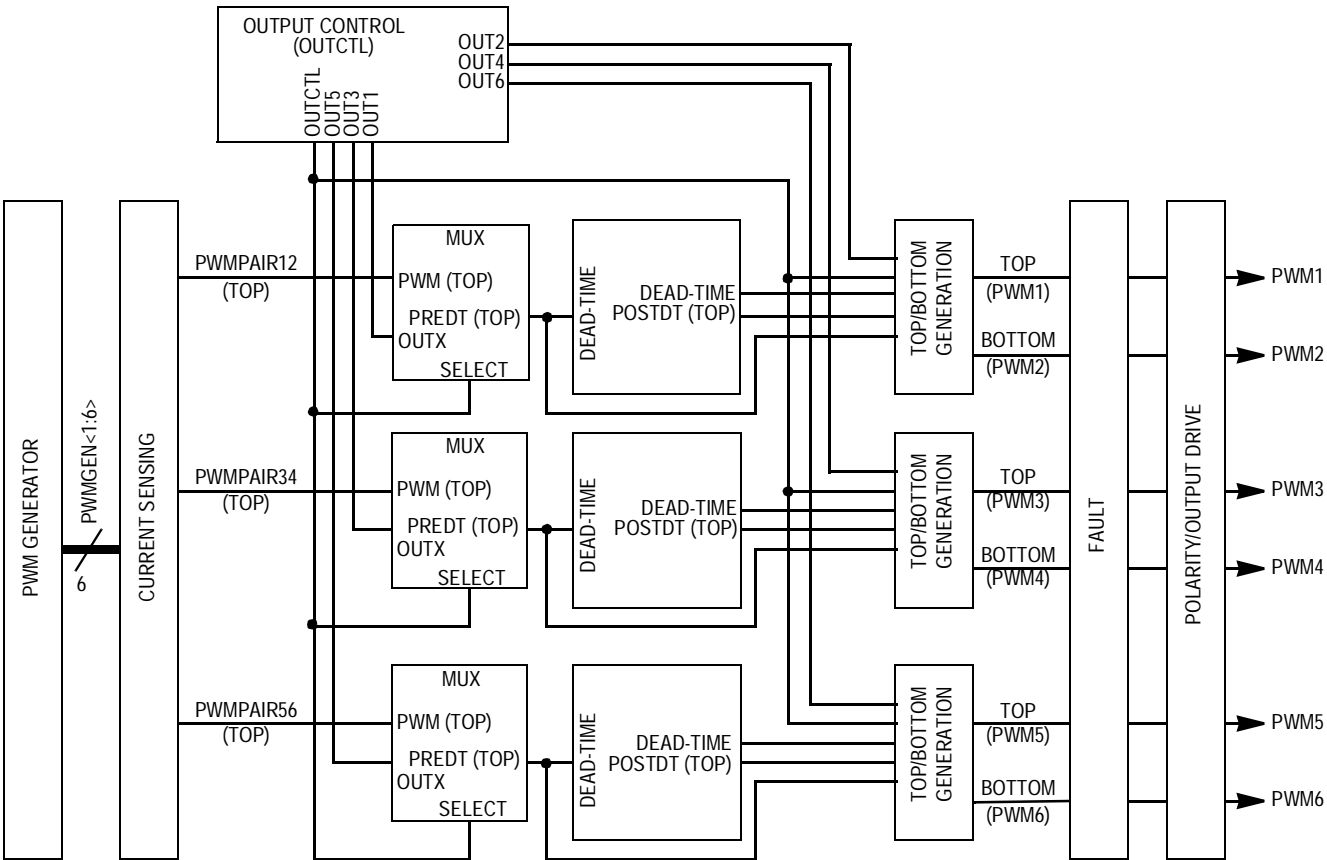 OUTPUT CONTROL
(OUTCTL)
OUT2
OUT4
OUT6
OUTCTL
OUT5
OUT3
OUT1
PWM GENERATOR
PWMGEN<1:6>
6
CURRENT SENSING
PWMPAIR12
(TOP)
MUX
PWM (TOP)
PREDT (TOP)
OUTX
SELECT
DEAD-TIME
DEAD-TIME
POSTDT (TOP)
TOP/BOTTOM
GENERATION
TOP
(PWM1)
BOTTOM
(PWM2)
PWMPAIR34
(TOP)
MUX
PWM (TOP)
PREDT (TOP)
OUTX
SELECT
DEAD-TIME
DEAD-TIME
POSTDT (TOP)
TOP/BOTTOM
GENERATION
TOP
(PWM3)
BOTTOM
(PWM4)
PWMPAIR56
(TOP)
MUX
PWM (TOP)
PREDT (TOP)
OUTX
SELECT
DEAD-TIME
DEAD-TIME
POSTDT (TOP)
TOP/BOTTOM
GENERATION
TOP
(PWM5)
BOTTOM
(PWM6)
FAULT
POLARITY/OUTPUT DRIVE
PWM1
PWM2
PWM3
PWM4
PWM5
PWM6